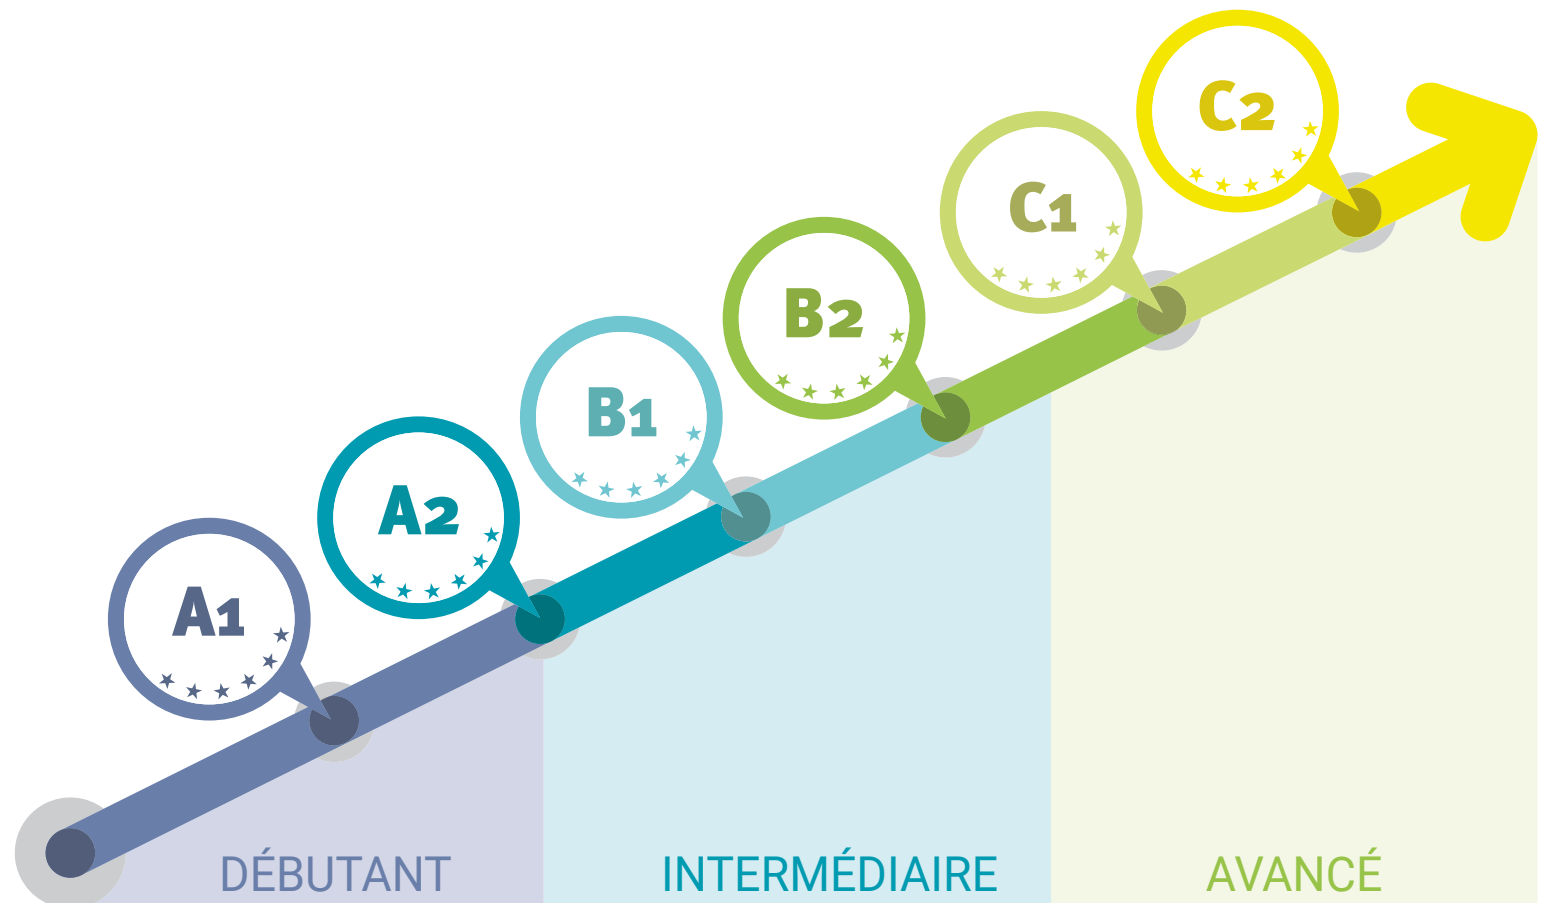 A1
A2
B1
B2
C1
C2
DÉBUTANT
INTERMÉDIAIRE
AVANCÉ